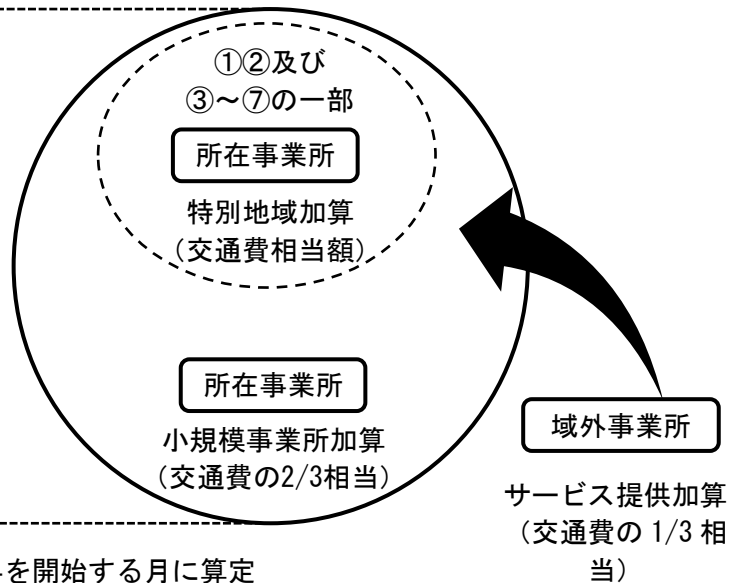 ①②及び
③～⑦の一部
所在事業所
特別地域加算
（交通費相当額）
所在事業所
小規模事業所加算
（交通費の2/3相当）
域外事業所
サービス提供加算
（交通費の 1/3 相
当）
を開始する月に算定